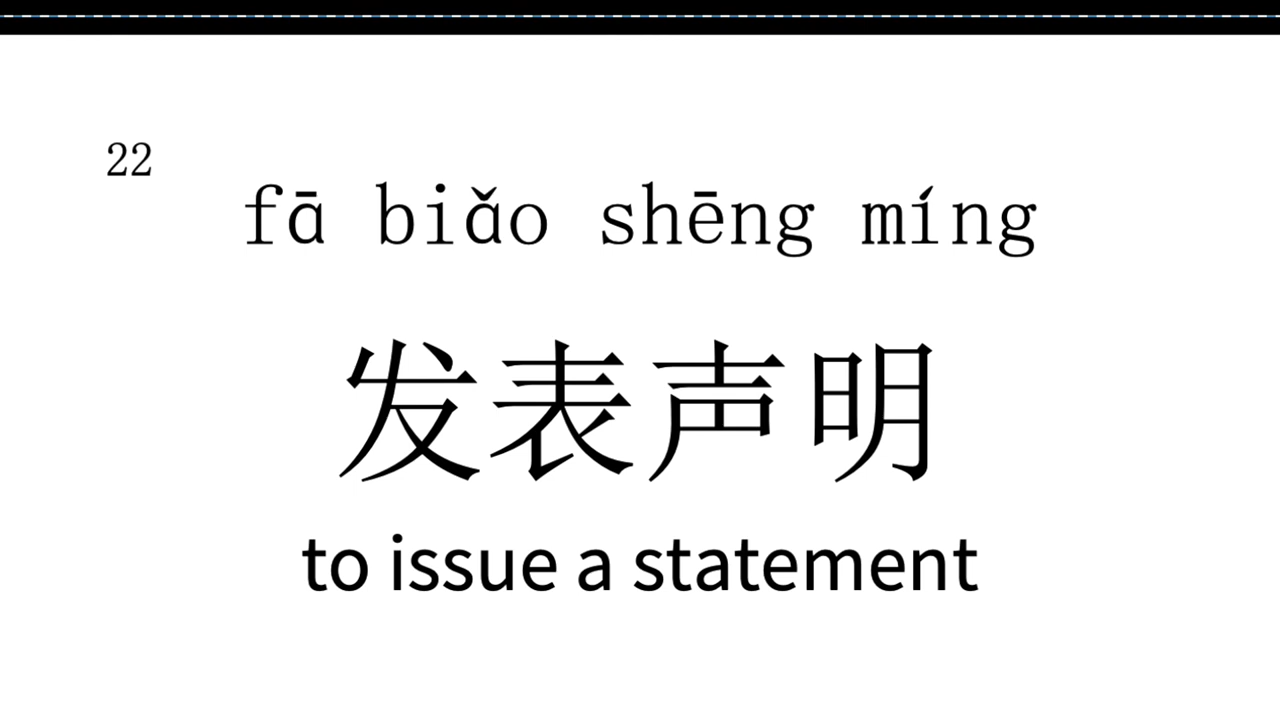 22
fā biǎo shēng míng
发表声明
to issue a statement